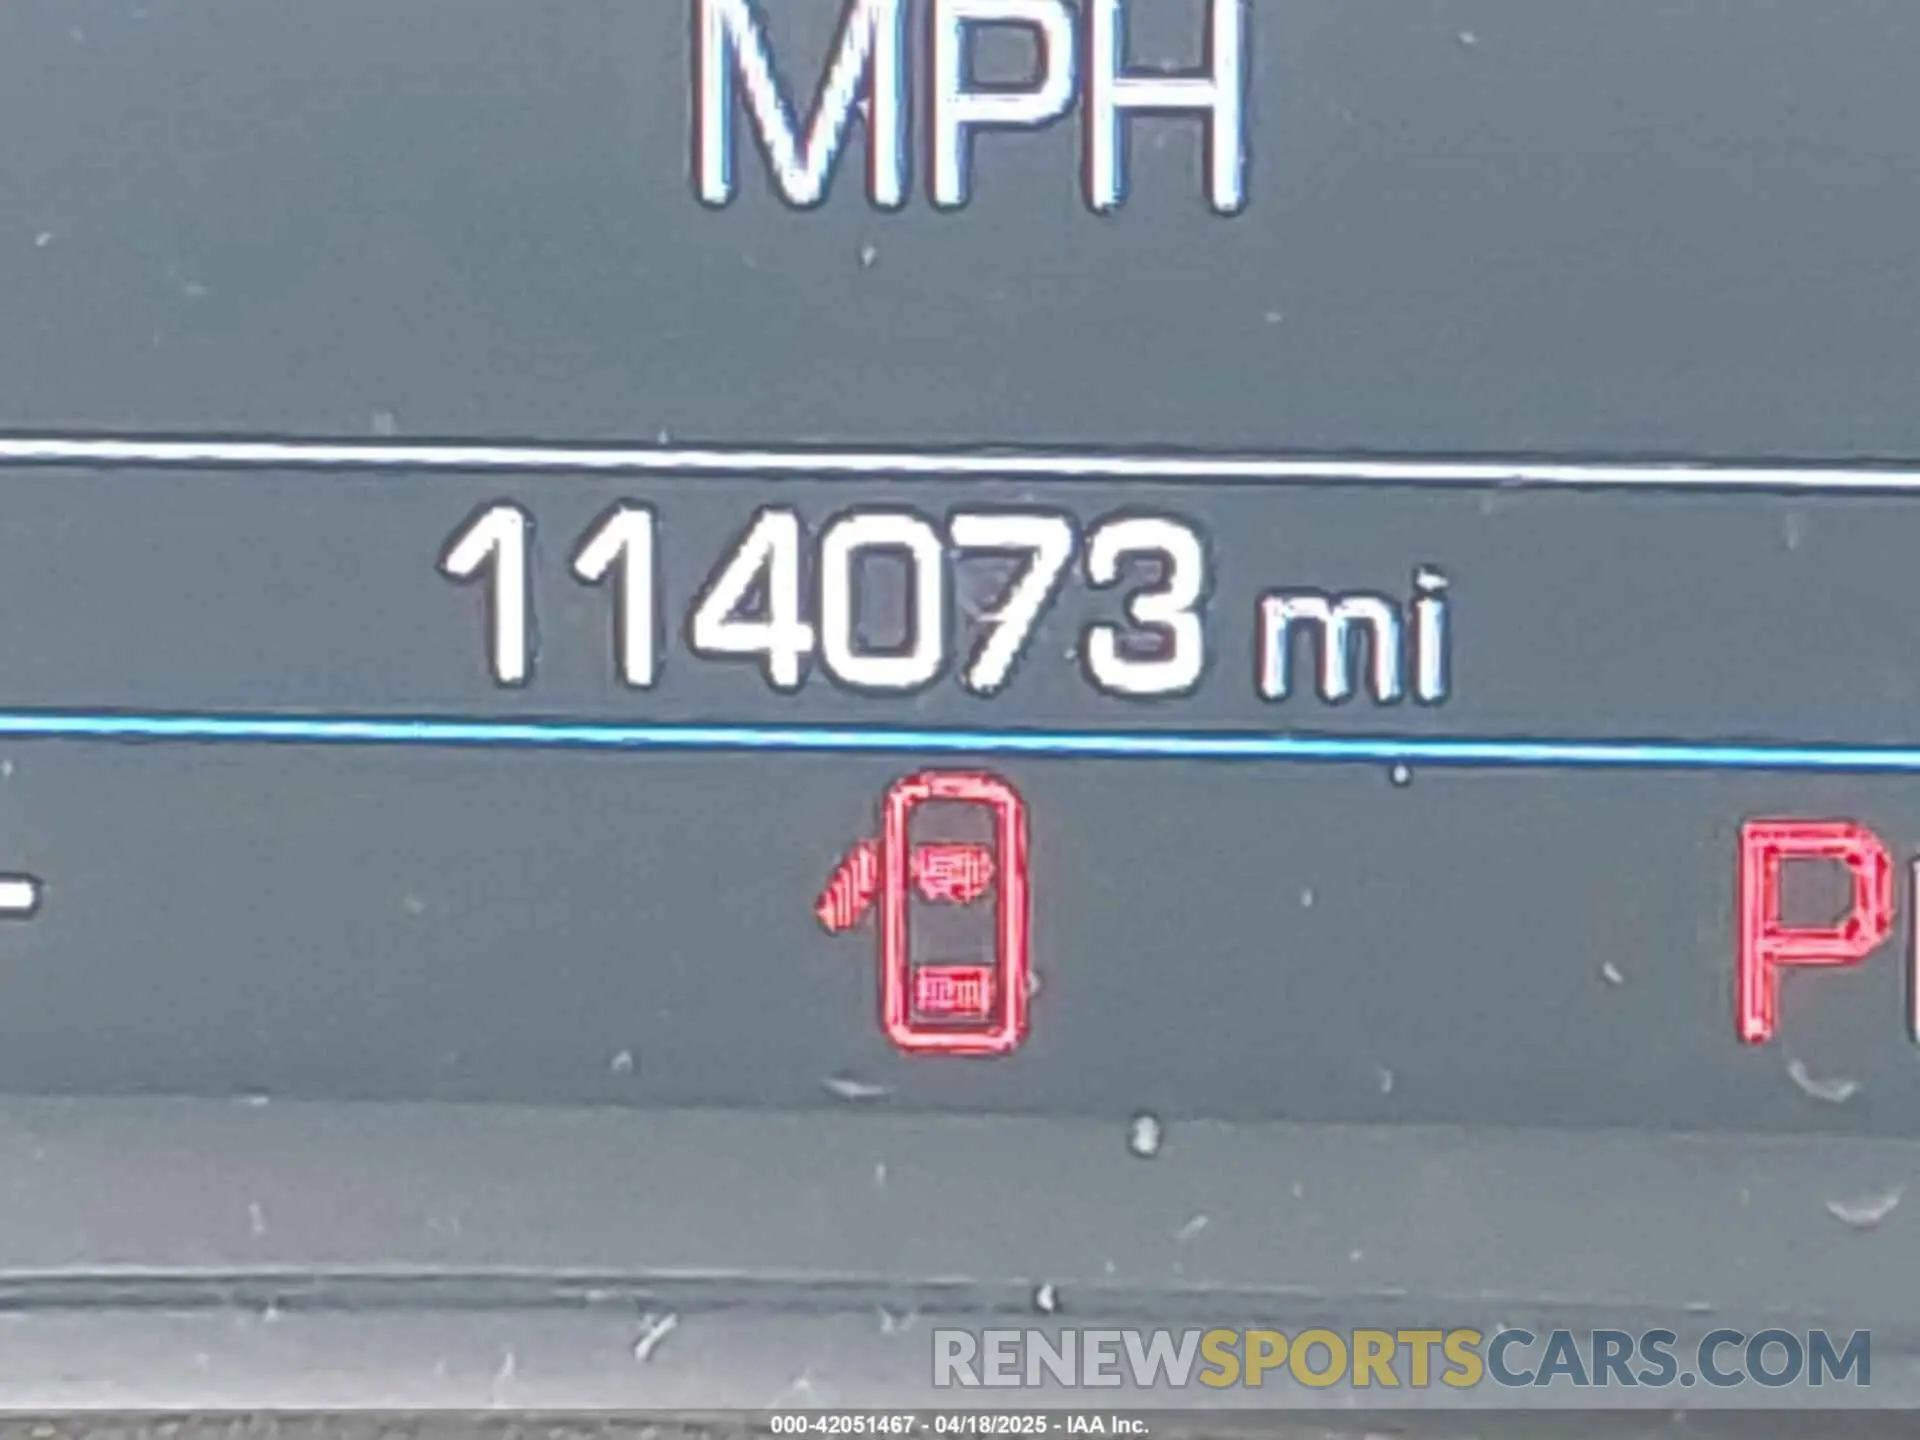 MPH
114073 mi
P
RENEWSPORTSCARS.COM
000-42051467 - 04/18/2025 - IAA Inc.